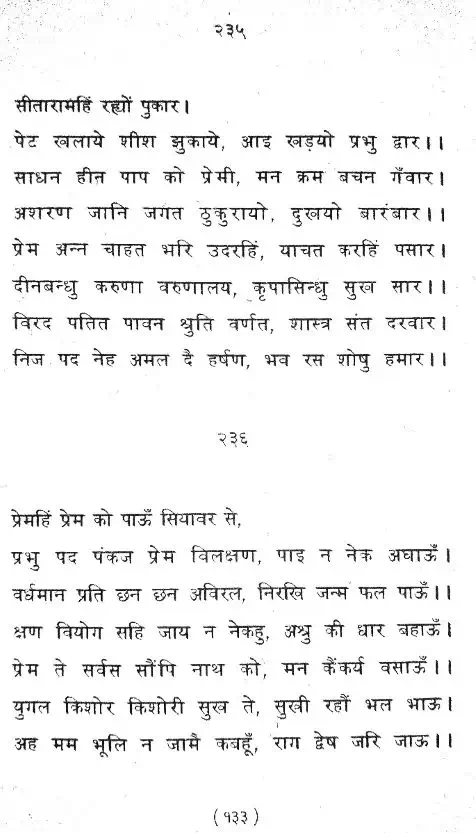 २३५
सीतारामहिं रह्यों पुकार।
पेट खलाये शीश झुकाये, आइ खड़यो प्रभु द्वार।।
साधन हीन पाप को प्रेमी, मन क्रम बचन गँवार।
अशरण जानि जगत ठुकुरायो, दुखयो बारंबार।।
प्रेम अन्न चाहत भरि उदरहिं, याचत करहिं पसार।
दीनबन्धु करुणा वरुणालय, कृपासिन्धु सुख सार।।
विरद पतित पावन श्रुति वर्णत, शास्त्र संत दरवार।
निज पद नेह अमल दै हर्षण, भव रस शोषु हमार।।
२३६
प्रेमहिं प्रेम को पाऊँ सियावर से,
प्रभु पद पंकज प्रेम विलक्षण, पाइ न नेक अघाऊँ।
वर्धमान प्रति छन छन अविरल, निरखि जन्म फल पाऊँ।।
क्षण वियोग सहि जाय न नेकहु, अश्रु की धार बहाऊँ।
प्रेम ते सर्वस सौंपि नाथ को, मन कैंकर्य वसाऊँ।।
युगल किशोर किशोरी सुख ते, सुखी रहौं भल भाऊ।
अह मम भूलि न जामै कबहूँ, राग द्वेष जरि जाऊ।।
(१३३)